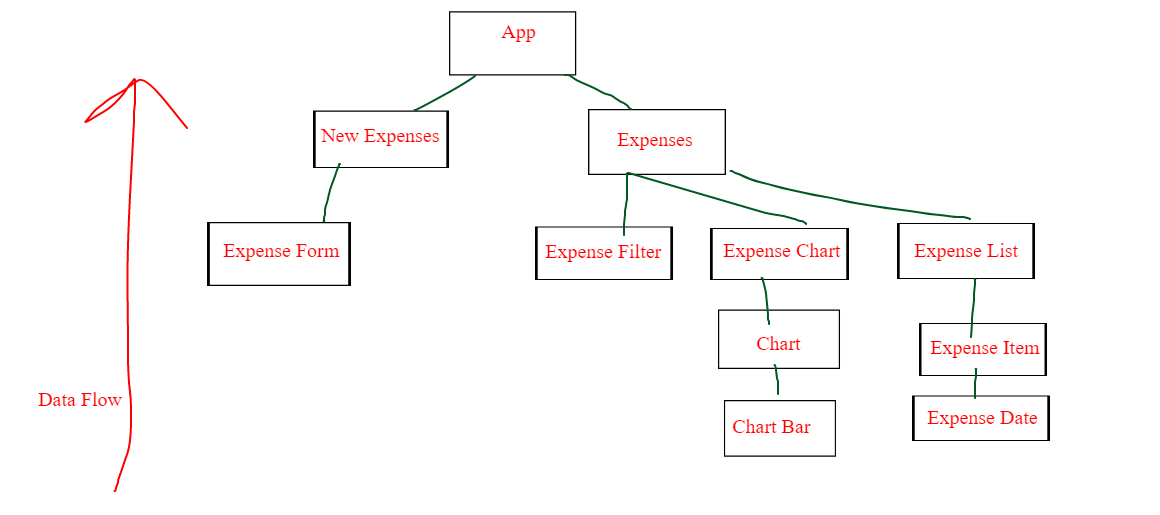 App
New Expenses
Expenses
Expense Form
Expense Filter
Expense Chart
Expense List
Chart
Expense Item
Data Flow
Chart Bar
Expense Date